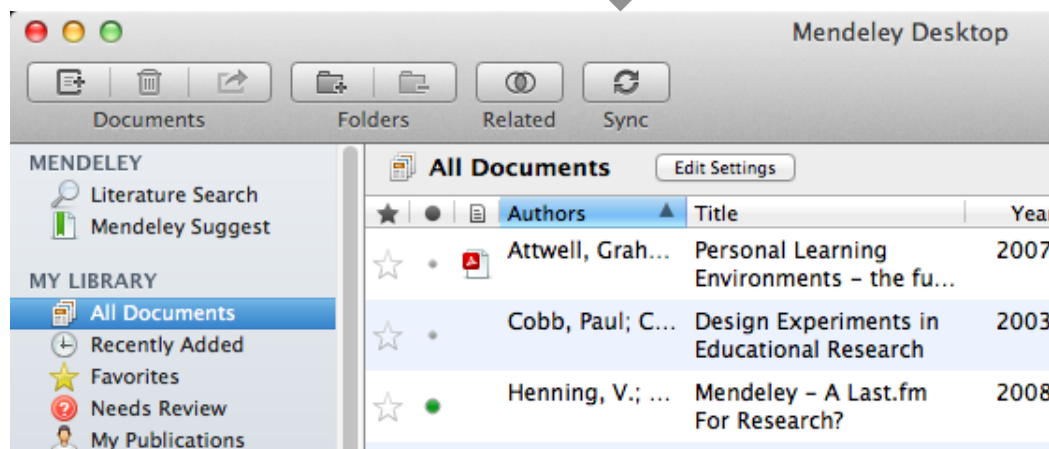 Mendeley Desktop
Documents Folders Related Sync
MENDELEY
Literature Search
Mendeley Suggest
MY LIBRARY
All Documents
Recently Added
Favorites
Needs Review
My Publications
All Documents Edit Settings
Authors Title Year
Attwell, Grah... Personal Learning 2007
Environments – the fu...
Cobb, Paul; C... Design Experiments in 2003
Educational Research
Henning, V.; ... Mendeley – A Last.fm 2008
For Research?